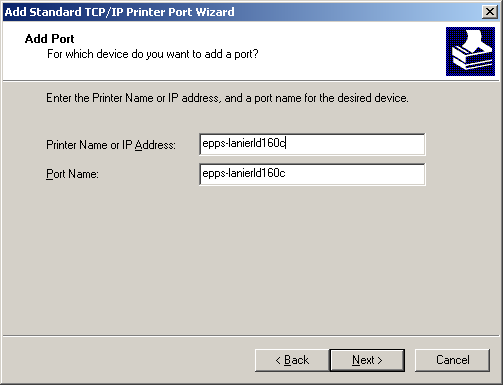 Add Standard TCP/IP Printer Port Wizard
Add Port
For which device do you want to add a port?
Enter the Printer Name or IP address, and a port name for the desired device.
Printer Name or IP Address: epps-lanierld160c
Port Name: epps-lanierld160c
< Back Next > Cancel